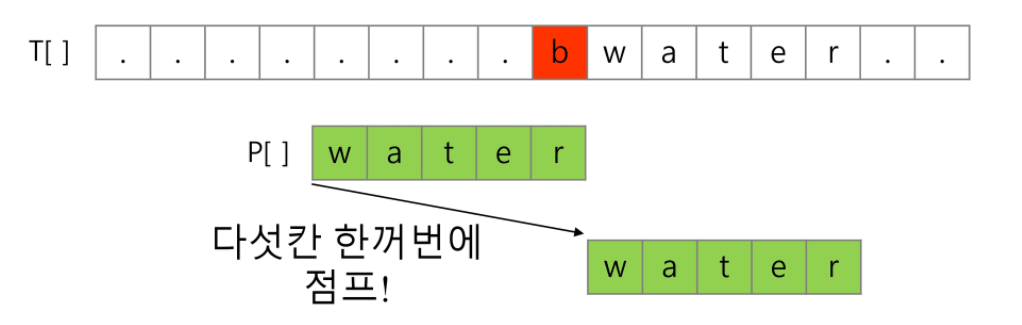 T[ ] . . . . . . . . b w a t e r . .
P[ ] w a t e r
다섯칸 한꺼번에
점프!
w a t e r